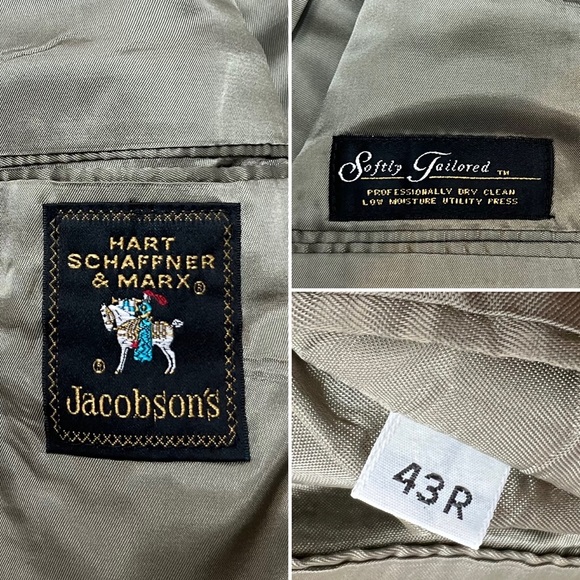 HART
SCHAFFNER
& MARX®
®
Jacobson's
Softly Tailored TM
PROFESSIONALLY DRY CLEAN
LOW MOISTURE UTILITY PRESS
43R